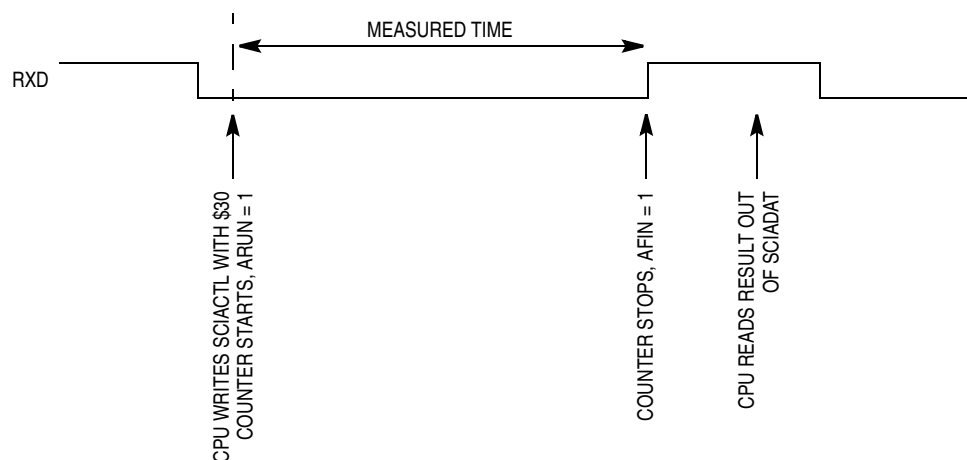 MEASURED TIME
RXD
CPU WRITES SCIACTL WITH $30
COUNTER STARTS, ARUN = 1
COUNTER STOPS, AFIN = 1
CPU READS RESULT OUT
OF SCIADAT